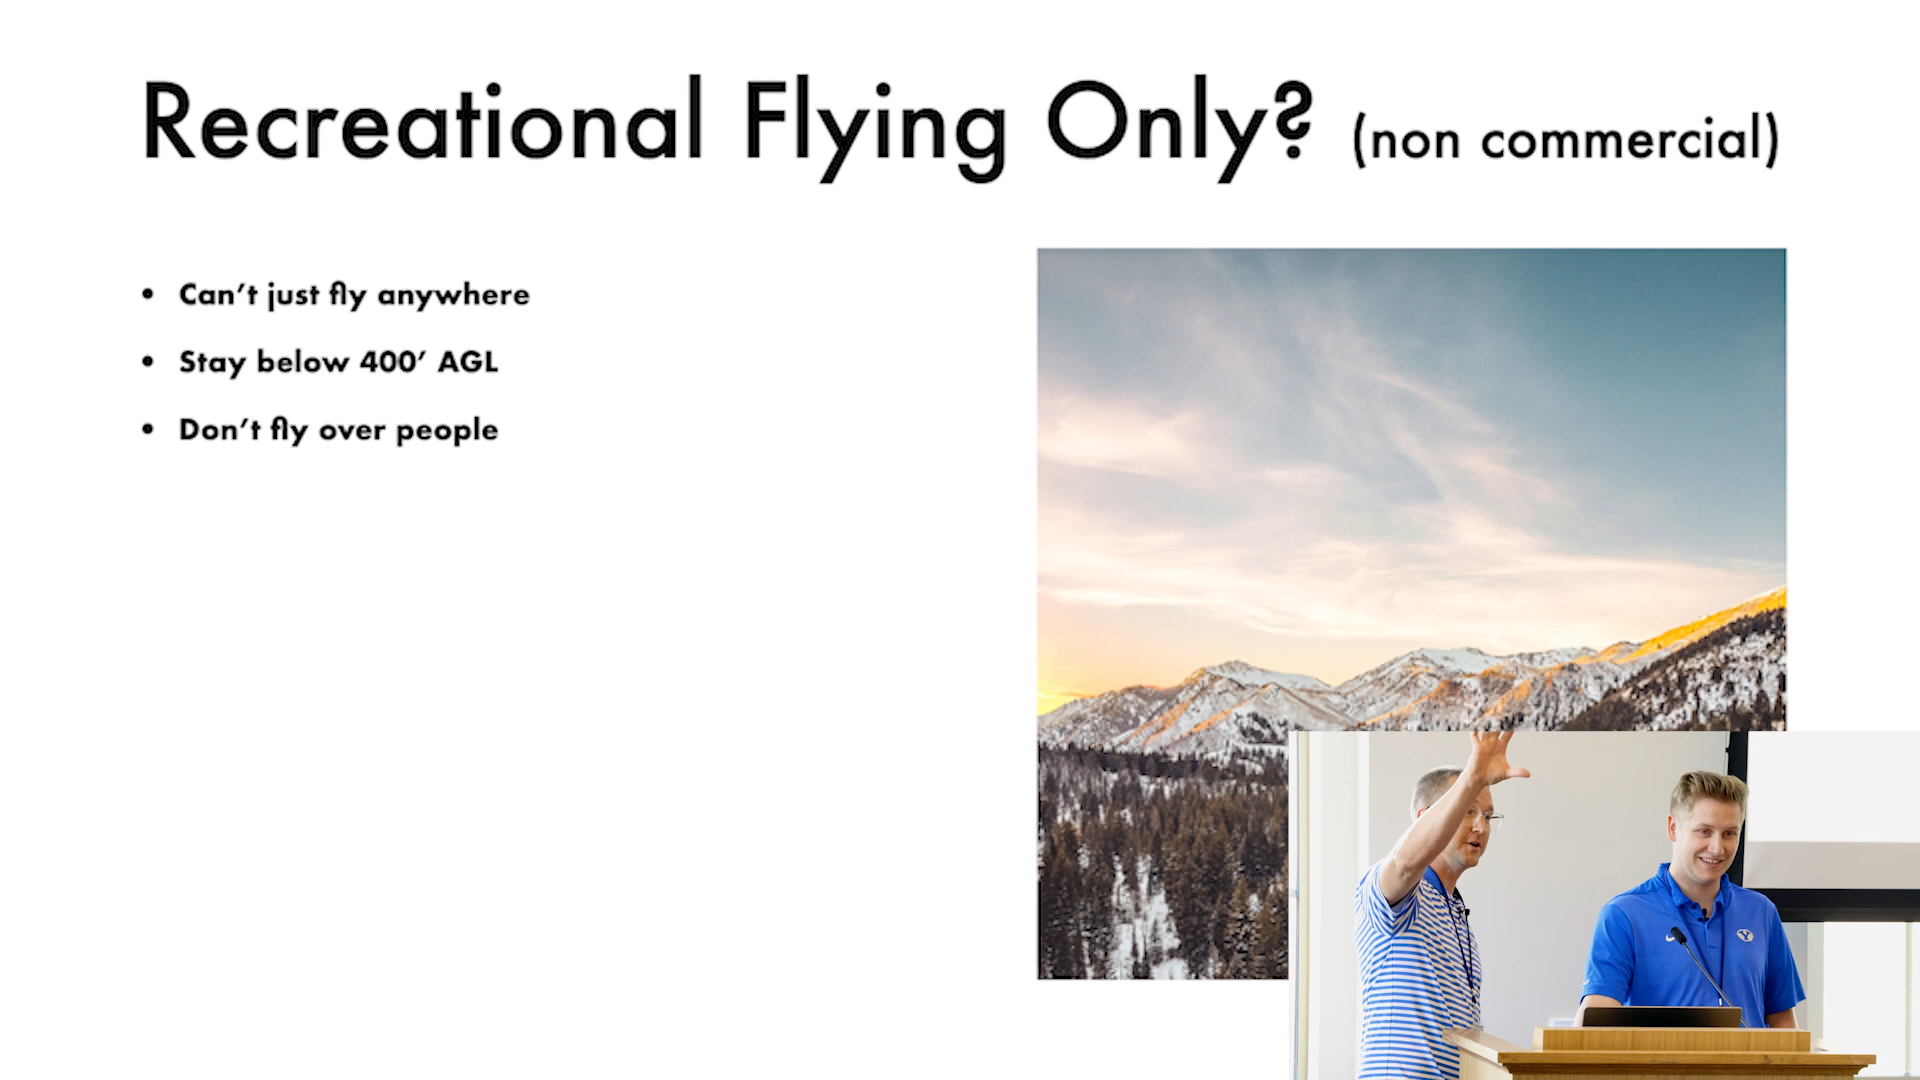 Recreational Flying Only? (non commercial)
• Can’t just fly anywhere
• Stay below 400’ AGL
• Don’t fly over people
Y